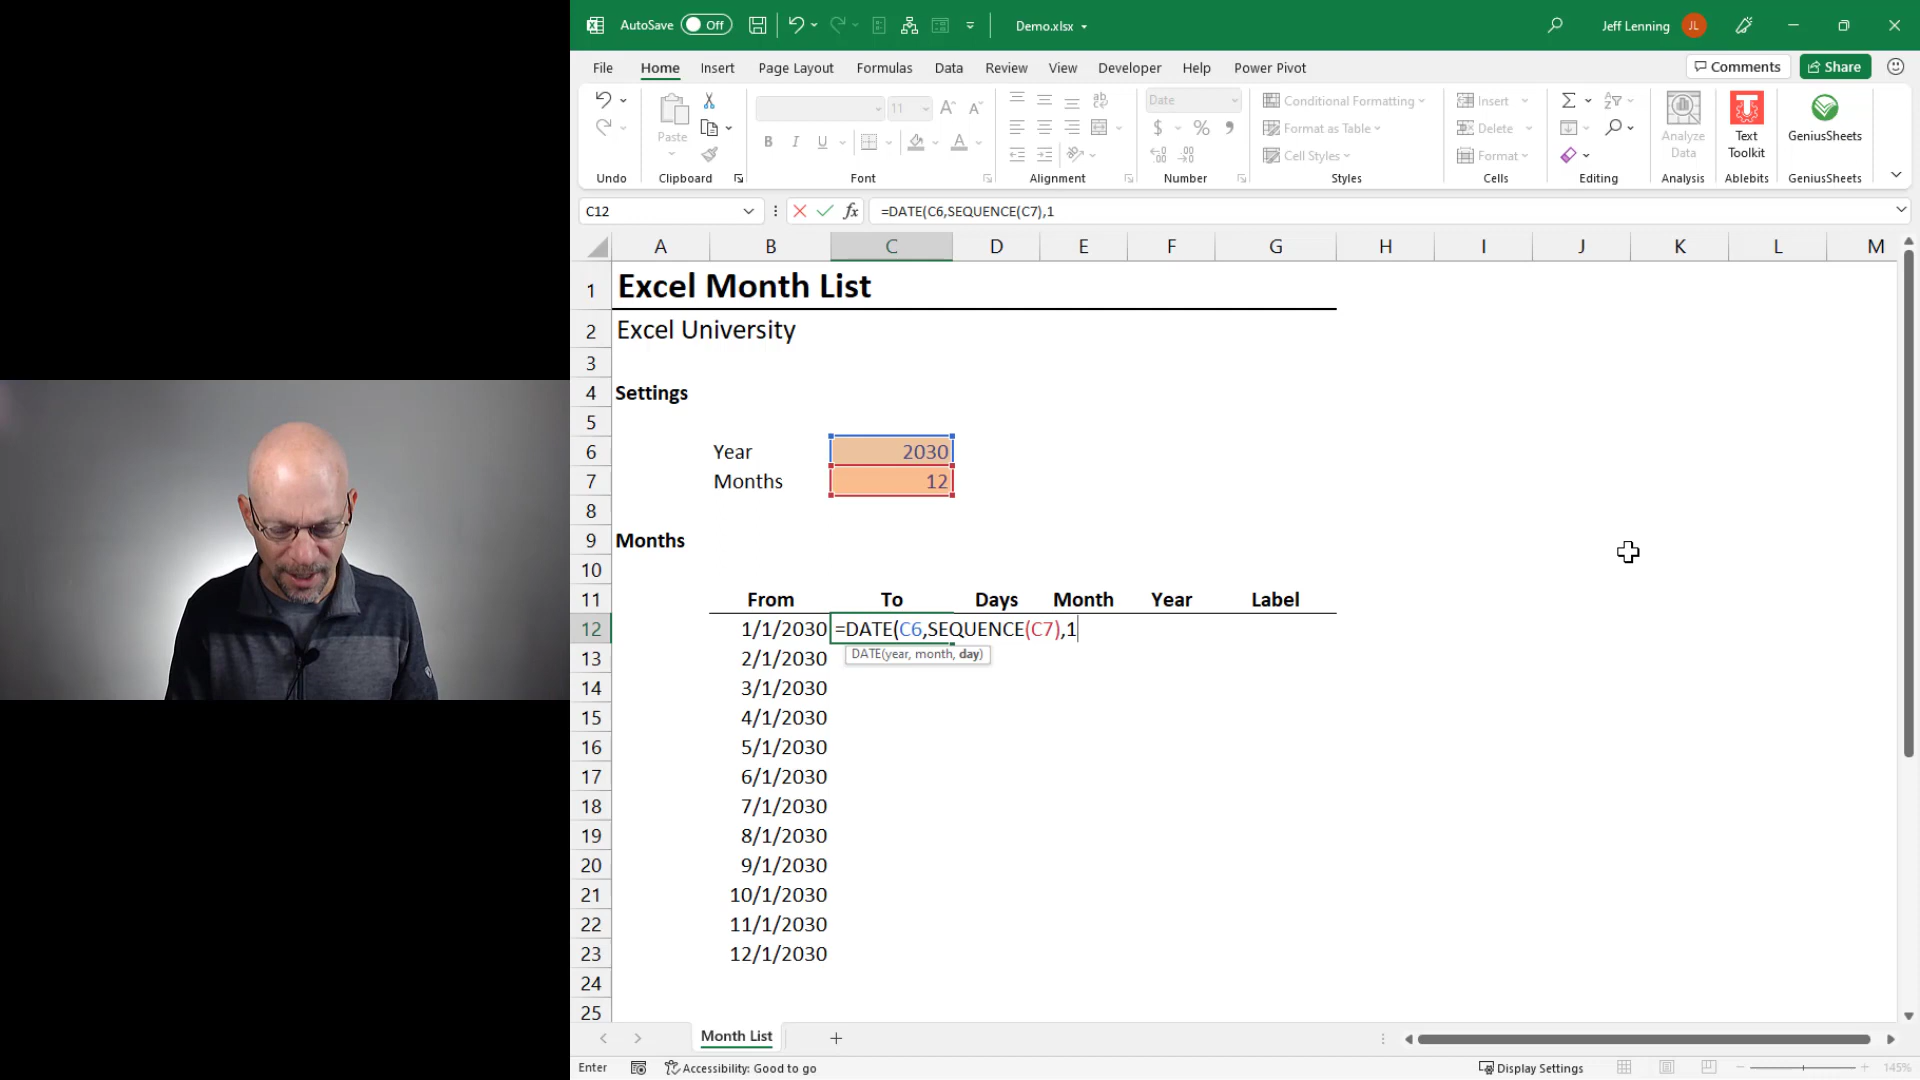 AutoSave Off Demo.xlsx Jeff Lenning JL
File Home Insert Page Layout Formulas Data Review View Developer Help Power Pivot Comments Share
Undo
Paste
Clipboard
11
B I U A
Font
ab
Alignment
Date
$ % 9
Number
Conditional Formatting
Format as Table
Cell Styles
Styles
Insert
Delete
Format
Cells
Editing
Analyze Data
Analysis
Text Toolkit
Ablebits
GeniusSheets
GeniusSheets
C12 fx =DATE(C6,SEQUENCE(C7),1
A B C D E F G H I J K L M
1 Excel Month List
2 Excel University
3
4 Settings
5
6 Year 2030
7 Months 12
8
9 Months
10
11 From To Days Month Year Label
12 1/1/2030 =DATE(C6,SEQUENCE(C7),1
DATE(year, month, day)
13 2/1/2030
14 3/1/2030
15 4/1/2030
16 5/1/2030
17 6/1/2030
18 7/1/2030
19 8/1/2030
20 9/1/2030
21 10/1/2030
22 11/1/2030
23 12/1/2030
24
25
Month List
Enter Accessibility: Good to go Display Settings 145%